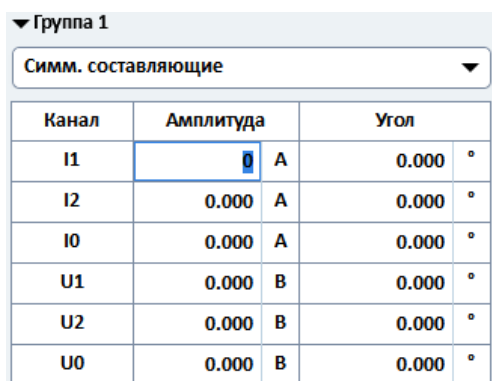 Группа 1
Симм. составляющие
Канал Амплитуда Угол
I1 0 А 0.000 °
I2 0.000 А 0.000 °
I0 0.000 А 0.000 °
U1 0.000 В 0.000 °
U2 0.000 В 0.000 °
U0 0.000 В 0.000 °